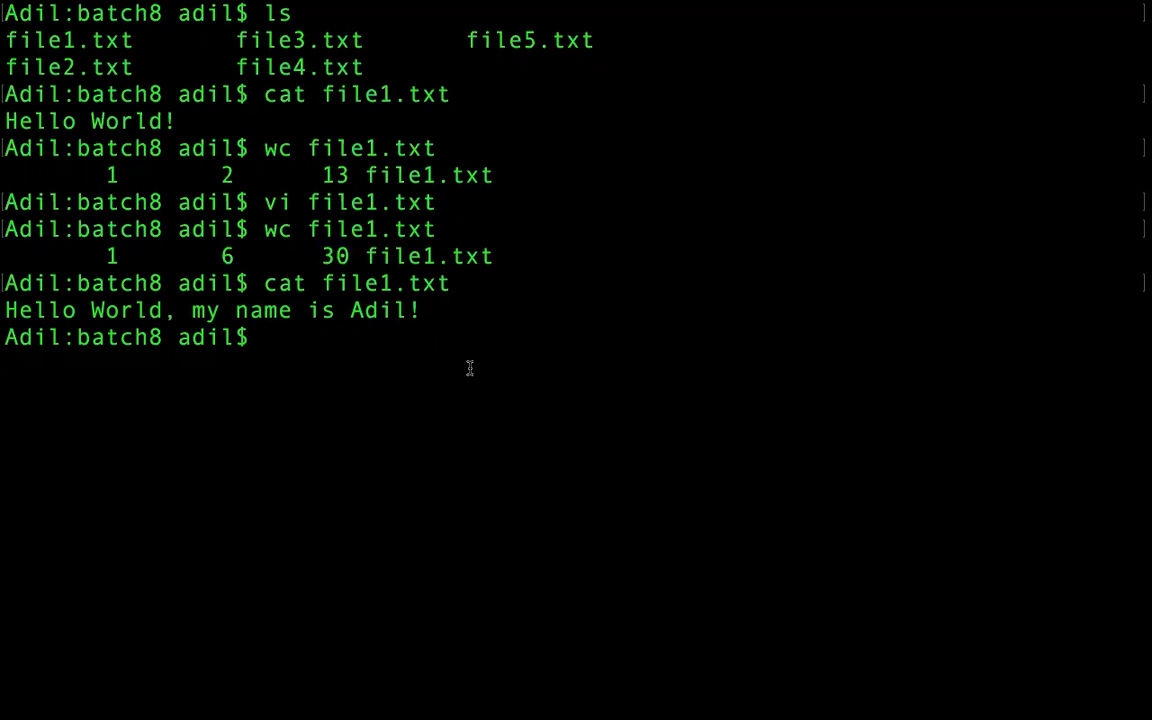 Adil:batch8 adil$ ls
file1.txt       file3.txt       file5.txt
file2.txt       file4.txt
Adil:batch8 adil$ cat file1.txt
Hello World!
Adil:batch8 adil$ wc file1.txt
       1       2      13 file1.txt
Adil:batch8 adil$ vi file1.txt
Adil:batch8 adil$ wc file1.txt
       1       6      30 file1.txt
Adil:batch8 adil$ cat file1.txt
Hello World, my name is Adil!
Adil:batch8 adil$